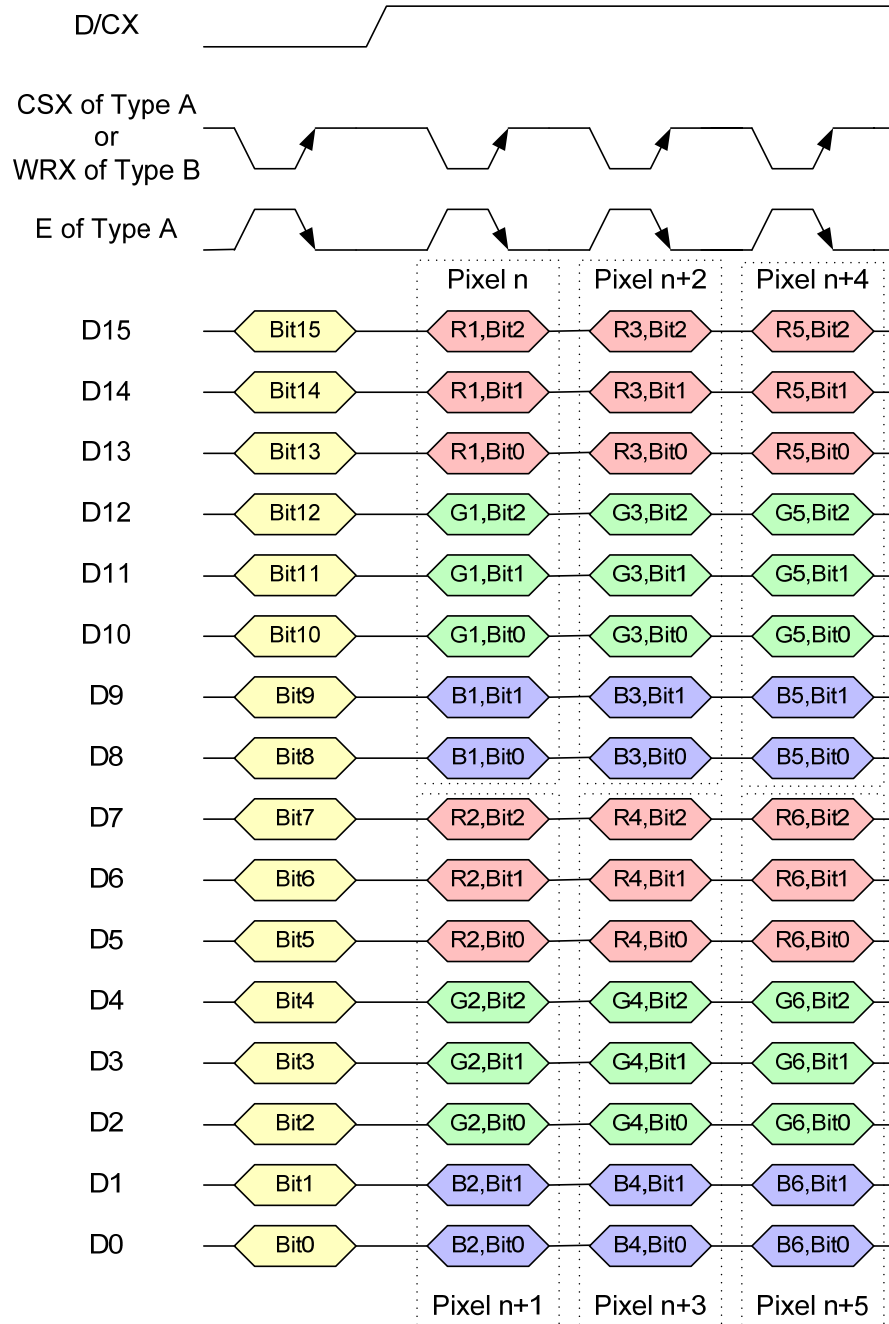 D/CX
CSX of Type A
or
WRX of Type B
E of Type A
Pixel n Pixel n+2 Pixel n+4
D15 Bit15 R1,Bit2 R3,Bit2 R5,Bit2
D14 Bit14 R1,Bit1 R3,Bit1 R5,Bit1
D13 Bit13 R1,Bit0 R3,Bit0 R5,Bit0
D12 Bit12 G1,Bit2 G3,Bit2 G5,Bit2
D11 Bit11 G1,Bit1 G3,Bit1 G5,Bit1
D10 Bit10 G1,Bit0 G3,Bit0 G5,Bit0
D9 Bit9 B1,Bit1 B3,Bit1 B5,Bit1
D8 Bit8 B1,Bit0 B3,Bit0 B5,Bit0
D7 Bit7 R2,Bit2 R4,Bit2 R6,Bit2
D6 Bit6 R2,Bit1 R4,Bit1 R6,Bit1
D5 Bit5 R2,Bit0 R4,Bit0 R6,Bit0
D4 Bit4 G2,Bit2 G4,Bit2 G6,Bit2
D3 Bit3 G2,Bit1 G4,Bit1 G6,Bit1
D2 Bit2 G2,Bit0 G4,Bit0 G6,Bit0
D1 Bit1 B2,Bit1 B4,Bit1 B6,Bit1
D0 Bit0 B2,Bit0 B4,Bit0 B6,Bit0
Pixel n+1 Pixel n+3 Pixel n+5